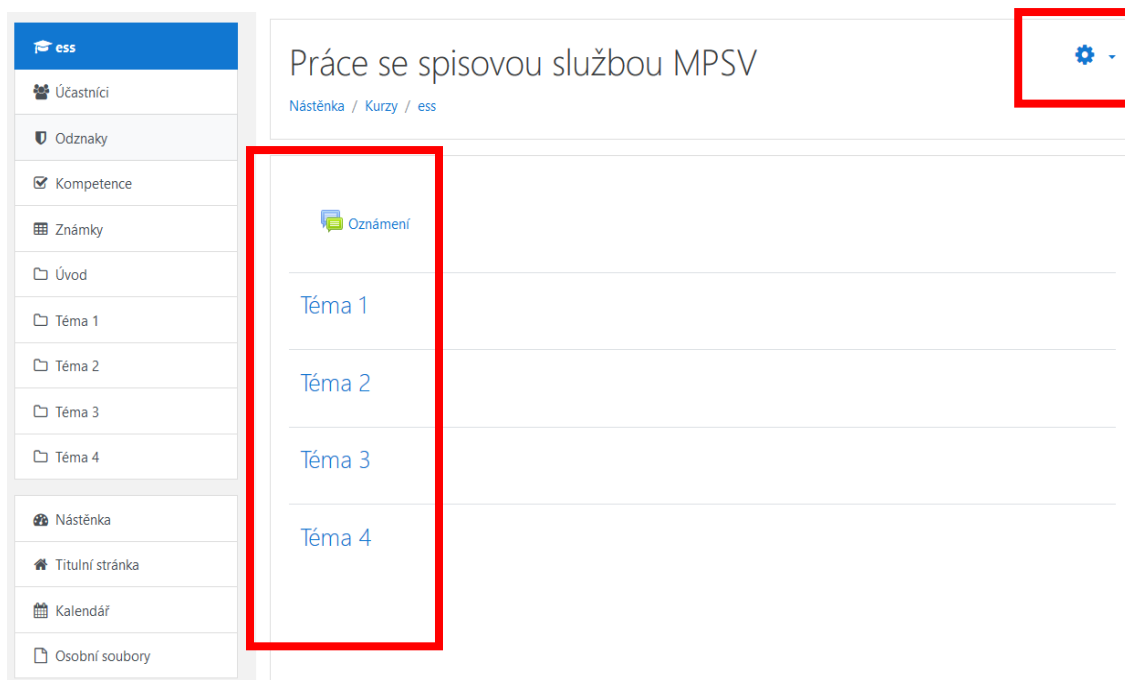 ess
Účastníci
Odznaky
Kompetence
Známky
Úvod
Téma 1
Téma 2
Téma 3
Téma 4
Nástěnka
Titulní stránka
Kalendář
Osobní soubory
Práce se spisovou službou MPSV
Nástěnka / Kurzy / ess
Oznámení
Téma 1
Téma 2
Téma 3
Téma 4